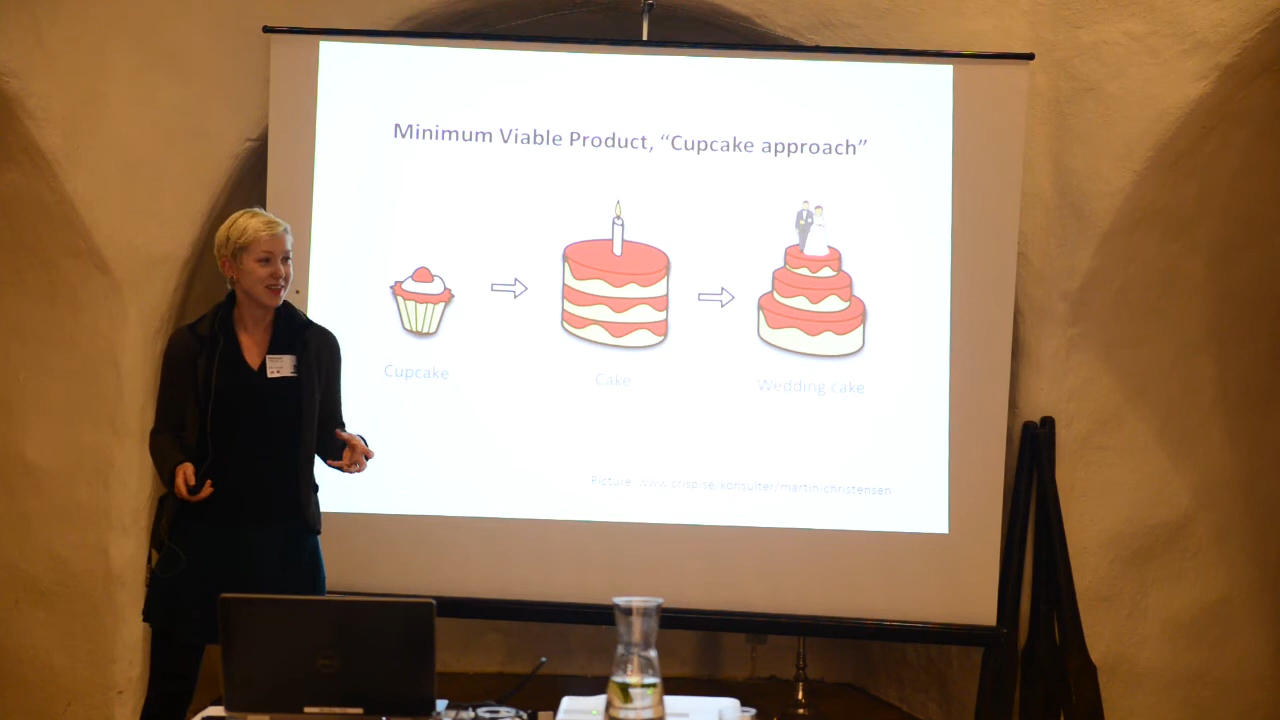 Minimum Viable Product, “Cupcake approach”
Cupcake
Cake
Wedding cake
Picture: www.crisp.se/konsulter/martin-christensen